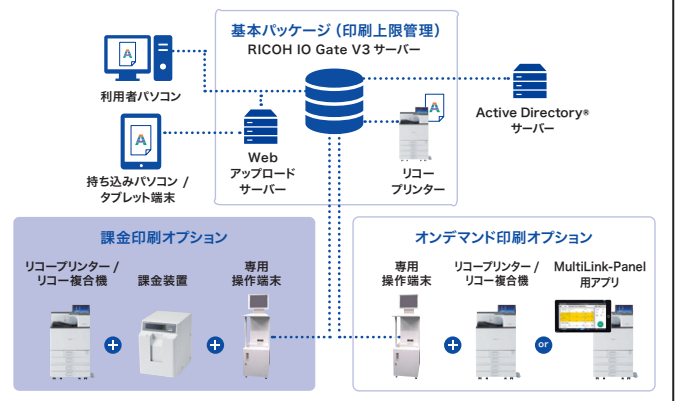 基本パッケージ（印刷上限管理）
RICOH IO Gate V3 サーバー
A
利用者パソコン
A
持ち込みパソコン /
タブレット端末
Web
アップロード
サーバー
A
リコー
プリンター
Active Directory®
サーバー
課金印刷オプション
リコープリンター /
リコー複合機
+
課金装置
+
専用
操作端末
オンデマンド印刷オプション
専用
操作端末
+
リコープリンター /
リコー複合機
or
MultiLink-Panel
用アプリ